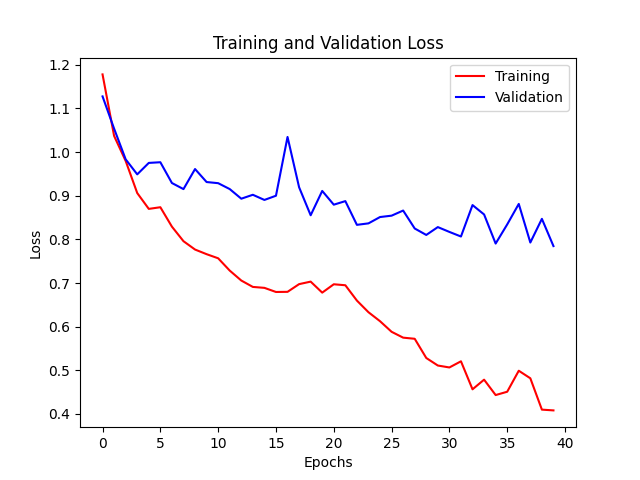 Training and Validation Loss
Training
Validation
Loss
1.2
1.1
1.0
0.9
0.8
0.7
0.6
0.5
0.4
0 5 10 15 20 25 30 35 40
Epochs